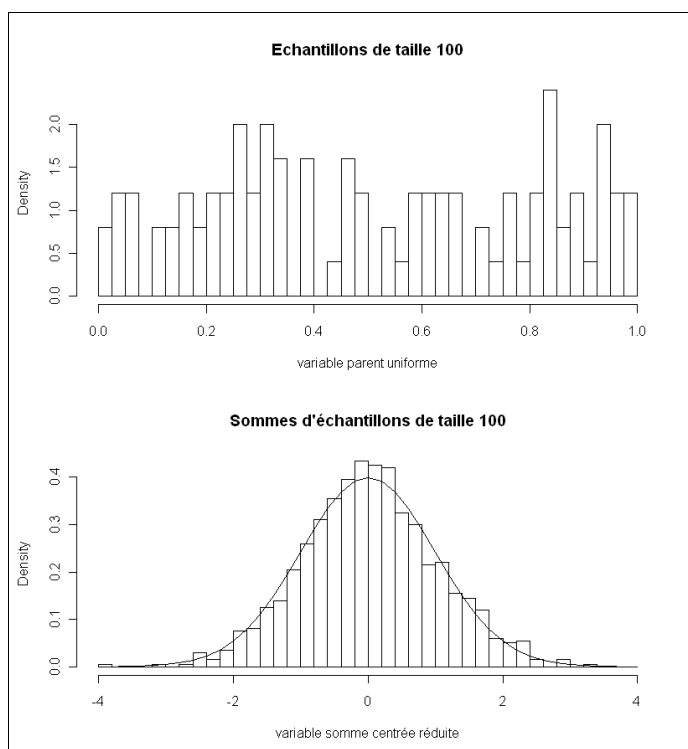 Echantillons de taille 100
Density
0.0 0.5 1.0 1.5 2.0
0.0 0.2 0.4 0.6 0.8 1.0
variable parent uniforme
Sommes d'échantillons de taille 100
Density
0.0 0.1 0.2 0.3 0.4
-4 -2 0 2 4
variable somme centrée réduite